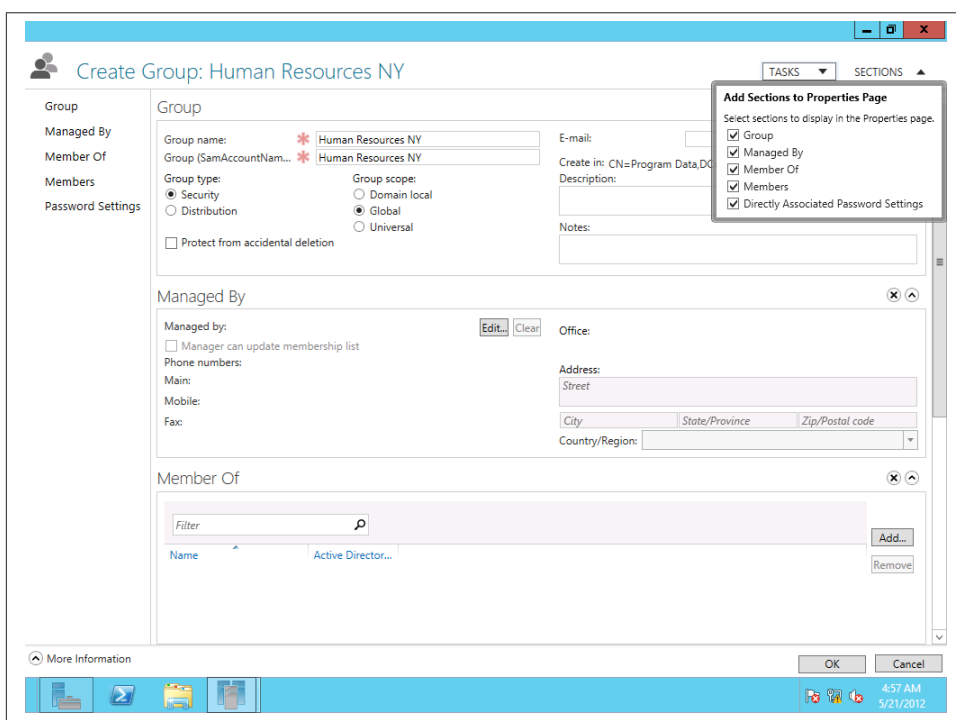 Create Group: Human Resources NY
TASKS
SECTIONS
Add Sections to Properties Page
Select sections to display in the Properties page.
Group
Managed By
Member Of
Members
Directly Associated Password Settings
Group
Managed By
Member Of
Members
Password Settings
Group
Group name:
Human Resources NY
Group (SamAccountNam...
Human Resources NY
Group type:
Security
Distribution
Group scope:
Domain local
Global
Universal
Protect from accidental deletion
E-mail:
Create in: CN=Program Data,DC
Description:
Notes:
Managed By
Managed by:
Edit...
Clear
Manager can update membership list
Phone numbers:
Main:
Mobile:
Fax:
Office:
Address:
Street
City
State/Province
Zip/Postal code
Country/Region:
Member Of
Filter
Name
Active Director...
Add...
Remove
More Information
OK
Cancel
4:57 AM
5/21/2012